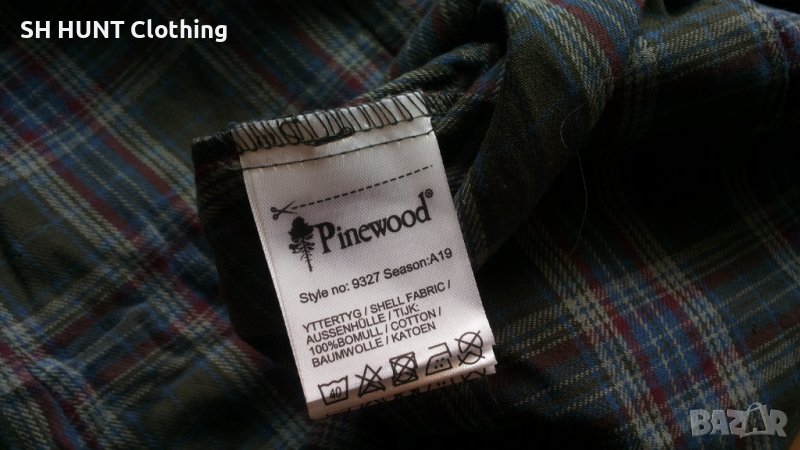 SH HUNT Clothing
Pinewood®
Style no: 9327 Season:A19
YTTERTYG / SHELL FABRIC /
AUSSENHÜLLE / TIJK:
100%BOMULL / COTTON /
BAUMWOLLE / KATOEN
40
BAZAR